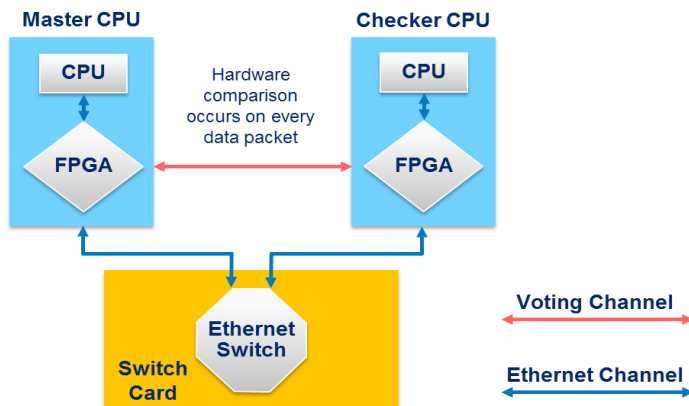 Master CPU
Checker CPU
CPU
CPU
Hardware
comparison
occurs on every
data packet
FPGA
FPGA
Ethernet
Switch
Switch
Card
Voting Channel
Ethernet Channel